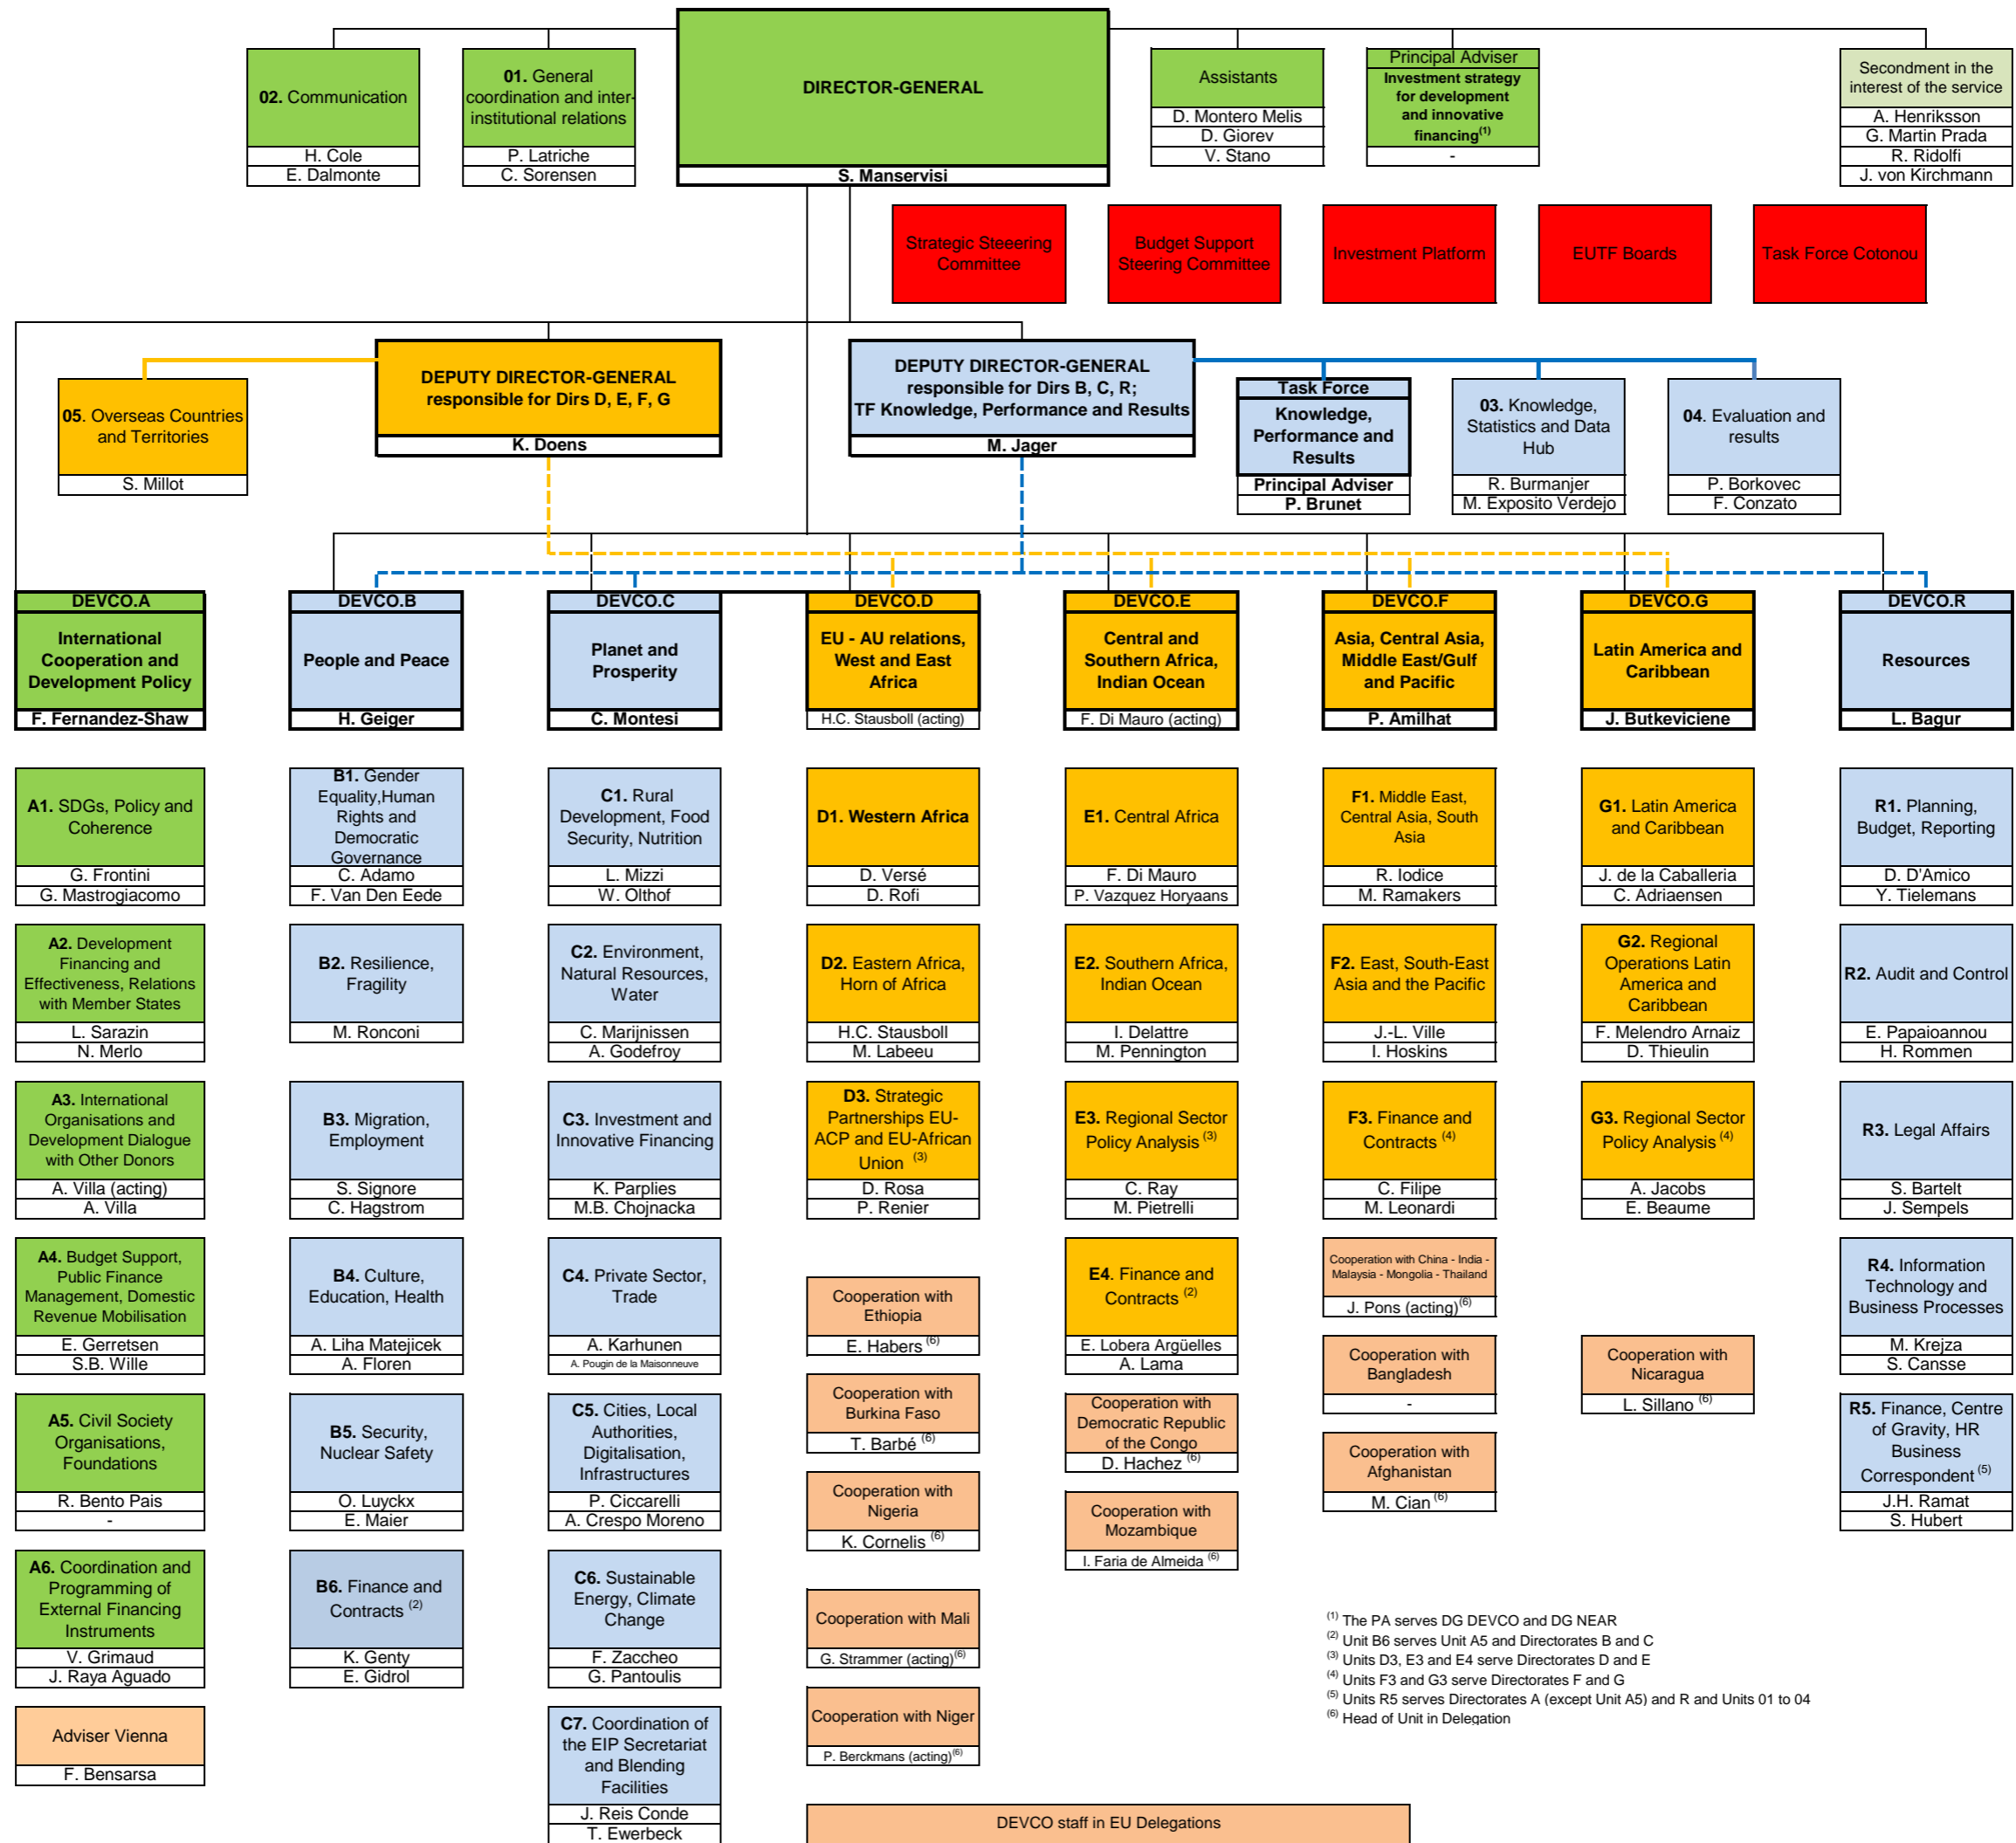 DIRECTOR-GENERAL
S. Manservisi
02. Communication
H. Cole
E. Dalmonte
01. General
coordination and inter-
institutional relations
P. Latriche
C. Sorensen
Assistants
D. Montero Melis
D. Giorev
V. Stano
Principal Adviser
Investment strategy
for development
and innovative
financing(1)
-
Secondment in the
interest of the service
A. Henriksson
G. Martin Prada
R. Ridolfi
J. von Kirchmann
Strategic Steeering
Committee
Budget Support
Steering Committee
Investment Platform
EUTF Boards
Task Force Cotonou
05. Overseas Countries
and Territories
S. Millot
DEPUTY DIRECTOR-GENERAL
responsible for Dirs D, E, F, G
K. Doens
DEPUTY DIRECTOR-GENERAL
responsible for Dirs B, C, R;
TF Knowledge, Performance and Results
M. Jager
Task Force
Knowledge,
Performance and
Results
Principal Adviser
P. Brunet
03. Knowledge,
Statistics and Data
Hub
R. Burmanjer
M. Exposito Verdejo
04. Evaluation and
results
P. Borkovec
F. Conzato
DEVCO.A
International
Cooperation and
Development Policy
F. Fernandez-Shaw
A1. SDGs, Policy and
Coherence
G. Frontini
G. Mastrogiacomo
A2. Development
Financing and
Effectiveness, Relations
with Member States
L. Sarazin
N. Merlo
A3. International
Organisations and
Development Dialogue
with Other Donors
A. Villa (acting)
A. Villa
A4. Budget Support,
Public Finance
Management, Domestic
Revenue Mobilisation
E. Gerretsen
S.B. Wille
A5. Civil Society
Organisations,
Foundations
R. Bento Pais
-
A6. Coordination and
Programming of
External Financing
Instruments
V. Grimaud
J. Raya Aguado
Adviser Vienna
F. Bensarsa
DEVCO.B
People and Peace
H. Geiger
B1. Gender
Equality,Human
Rights and
Democratic
Governance
C. Adamo
F. Van Den Eede
B2. Resilience,
Fragility
M. Ronconi
B3. Migration,
Employment
S. Signore
C. Hagstrom
B4. Culture,
Education, Health
A. Liha Matejicek
A. Floren
B5. Security,
Nuclear Safety
O. Luyckx
E. Maier
B6. Finance and
Contracts (2)
K. Genty
E. Gidrol
DEVCO.C
Planet and
Prosperity
C. Montesi
C1. Rural
Development, Food
Security, Nutrition
L. Mizzi
W. Olthof
C2. Environment,
Natural Resources,
Water
C. Marijnissen
A. Godefroy
C3. Investment and
Innovative Financing
K. Parplies
M.B. Chojnacka
C4. Private Sector,
Trade
A. Karhunen
A. Pougin de la Maisonneuve
C5. Cities, Local
Authorities,
Digitalisation,
Infrastructures
P. Ciccarelli
A. Crespo Moreno
C6. Sustainable
Energy, Climate
Change
F. Zaccheo
G. Pantoulis
C7. Coordination of
the EIP Secretariat
and Blending
Facilities
J. Reis Conde
T. Ewerbeck
DEVCO.D
EU - AU relations,
West and East
Africa
H.C. Stausboll (acting)
D1. Western Africa
D. Versé
D. Rofi
D2. Eastern Africa,
Horn of Africa
H.C. Stausboll
M. Labeeu
D3. Strategic
Partnerships EU-
ACP and EU-African
Union (3)
D. Rosa
P. Renier
Cooperation with
Ethiopia
E. Habers (6)
Cooperation with
Burkina Faso
T. Barbé (6)
Cooperation with
Nigeria
K. Cornelis (6)
Cooperation with Mali
G. Strammer (acting)(6)
Cooperation with Niger
P. Berckmans (acting)(6)
DEVCO.E
Central and
Southern Africa,
Indian Ocean
F. Di Mauro (acting)
E1. Central Africa
F. Di Mauro
P. Vazquez Horyaans
E2. Southern Africa,
Indian Ocean
I. Delattre
M. Pennington
E3. Regional Sector
Policy Analysis (3)
C. Ray
M. Pietrelli
E4. Finance and
Contracts (2)
E. Lobera Argüelles
A. Lama
Cooperation with
Democratic Republic
of the Congo
D. Hachez (6)
Cooperation with
Mozambique
I. Faria de Almeida (6)
DEVCO.F
Asia, Central Asia,
Middle East/Gulf
and Pacific
P. Amilhat
F1. Middle East,
Central Asia, South
Asia
R. Iodice
M. Ramakers
F2. East, South-East
Asia and the Pacific
J.-L. Ville
I. Hoskins
F3. Finance and
Contracts (4)
C. Filipe
M. Leonardi
Cooperation with China - India -
Malaysia - Mongolia - Thailand
J. Pons (acting)(6)
Cooperation with
Bangladesh
-
Cooperation with
Afghanistan
M. Cian (6)
DEVCO.G
Latin America and
Caribbean
J. Butkeviciene
G1. Latin America
and Caribbean
J. de la Caballeria
C. Adriaensen
G2. Regional
Operations Latin
America and
Caribbean
F. Melendro Arnaiz
D. Thieulin
G3. Regional Sector
Policy Analysis (4)
A. Jacobs
E. Beaume
Cooperation with
Nicaragua
L. Sillano (6)
DEVCO.R
Resources
L. Bagur
R1. Planning,
Budget, Reporting
D. D'Amico
Y. Tielemans
R2. Audit and Control
E. Papaioannou
H. Rommen
R3. Legal Affairs
S. Bartelt
J. Sempels
R4. Information
Technology and
Business Processes
M. Krejza
S. Cansse
R5. Finance, Centre
of Gravity, HR
Business
Correspondent (5)
J.H. Ramat
S. Hubert
(1) The PA serves DG DEVCO and DG NEAR
(2) Unit B6 serves Unit A5 and Directorates B and C
(3) Units D3, E3 and E4 serve Directorates D and E
(4) Units F3 and G3 serve Directorates F and G
(5) Units R5 serves Directorates A (except Unit A5) and R and Units 01 to 04
(6) Head of Unit in Delegation
DEVCO staff in EU Delegations